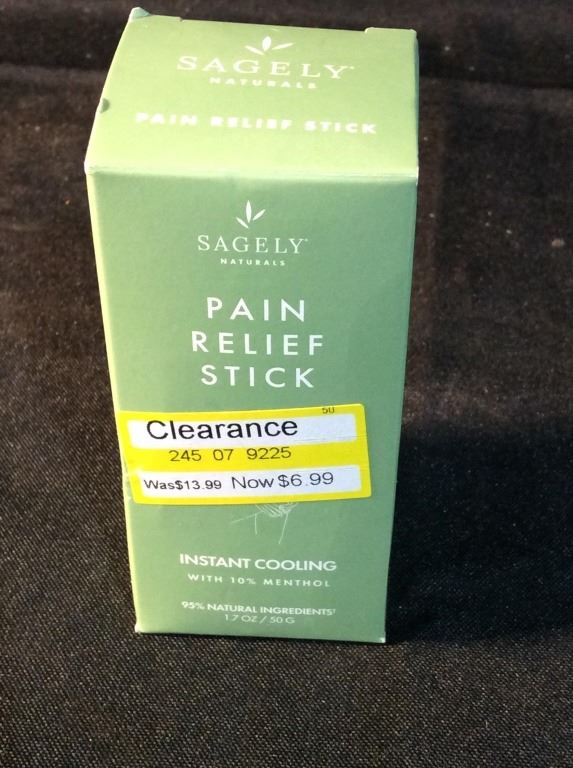 SAGELY
NATURALS
PAIN RELIEF STICK
SAGELY
NATURALS
PAIN
RELIEF
STICK
50
Clearance
245 07 9225
Was$13.99 Now $6.99
INSTANT COOLING
WITH 10% MENTHOL
95% NATURAL INGREDIENTS†
1.7 OZ / 50 G